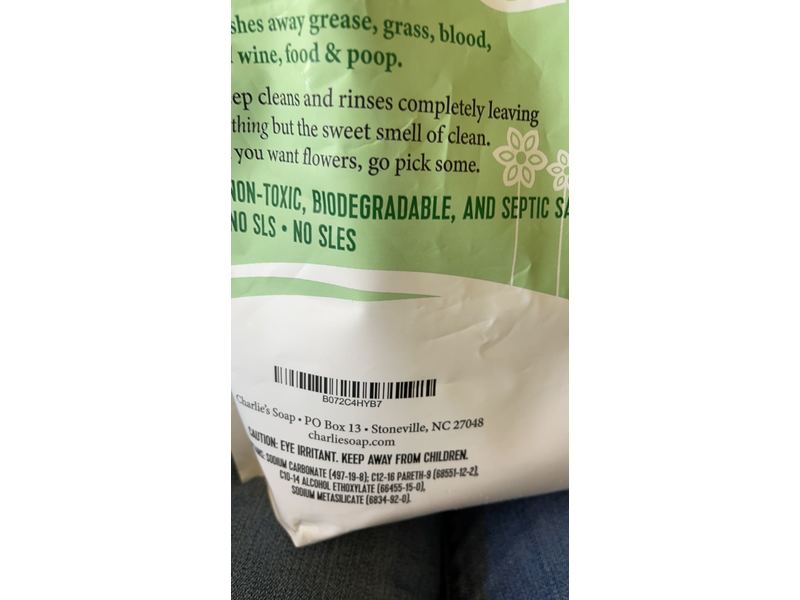 shes away grease, grass, blood,
wine, food & poop.
ep cleans and rinses completely leaving
thing but the sweet smell of clean.
you want flowers, go pick some.
NON-TOXIC, BIODEGRADABLE, AND SEPTIC SA
NO SLS • NO SLES
B072C4HYB7
Charlie's Soap • PO Box 13 • Stoneville, NC 27048
charliesoap.com
CAUTION: EYE IRRITANT. KEEP AWAY FROM CHILDREN.
SODIUM CARBONATE (497-19-8); C12-16 PARETH-9 (68551-12-2),
C10-14 ALCOHOL ETHOXYLATE (66455-15-0),
SODIUM METASILICATE (6834-92-0).